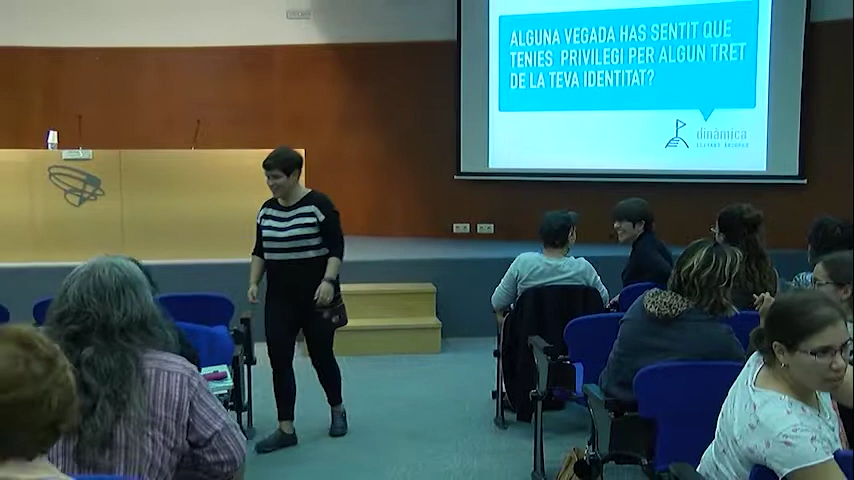 ALGUNA VEGADA HAS SENTIT QUE
TENIES PRIVILEGI PER ALGUN TRET
DE LA TEVA IDENTITAT?
dinàmica